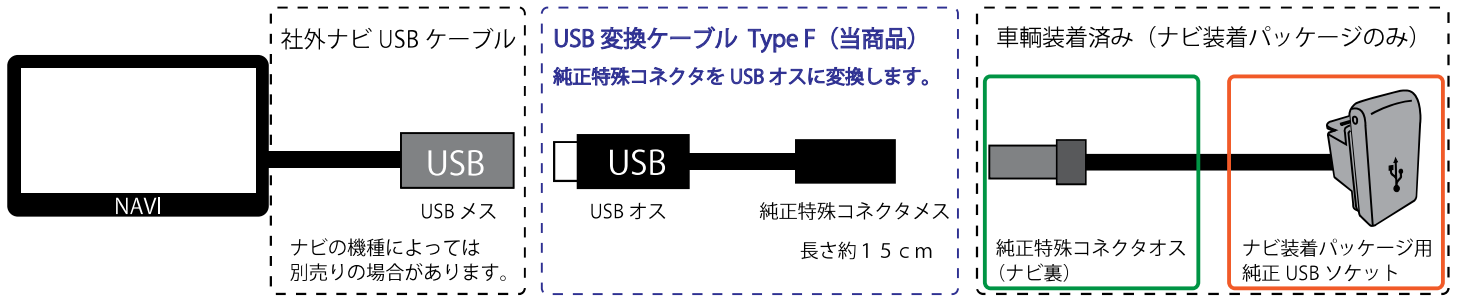 NAVI
社外ナビ USB ケーブル
USB
USB メス
ナビの機種によっては
別売りの場合があります。
USB 変換ケーブル Type F（当商品）
純正特殊コネクタを USB オスに変換します。
USB
USB オス
純正特殊コネクタメス
長さ約１５ｃｍ
車輌装着済み（ナビ装着パッケージのみ）
純正特殊コネクタオス
（ナビ裏）
ナビ装着パッケージ用
純正 USB ソケット